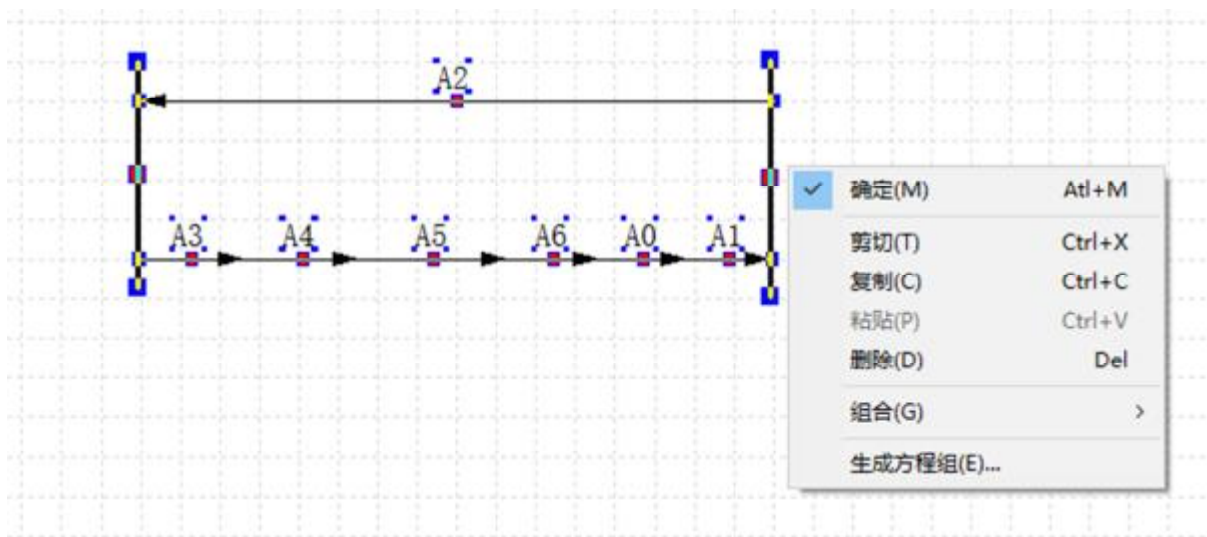 A2
A3 A4 A5 A6 A0 A1
确定(M) Atl+M
剪切(T) Ctrl+X
复制(C) Ctrl+C
粘贴(P) Ctrl+V
删除(D) Del
组合(G)
生成方程组(E)...